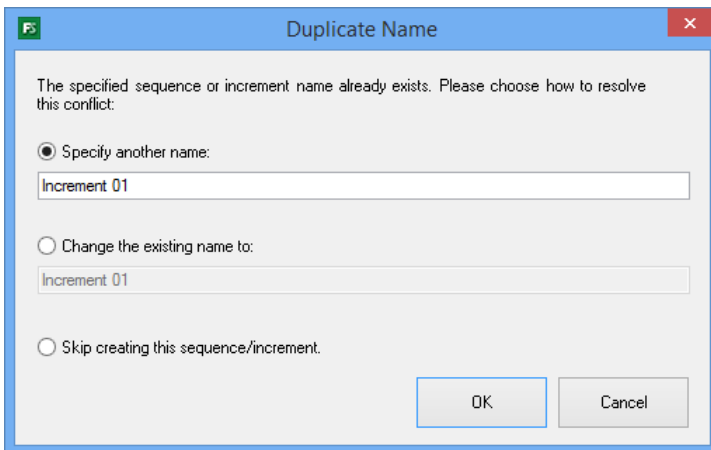 FS
Duplicate Name
The specified sequence or increment name already exists. Please choose how to resolve
this conflict:
Specify another name:
Increment 01
Change the existing name to:
Increment 01
Skip creating this sequence/increment.
OK
Cancel